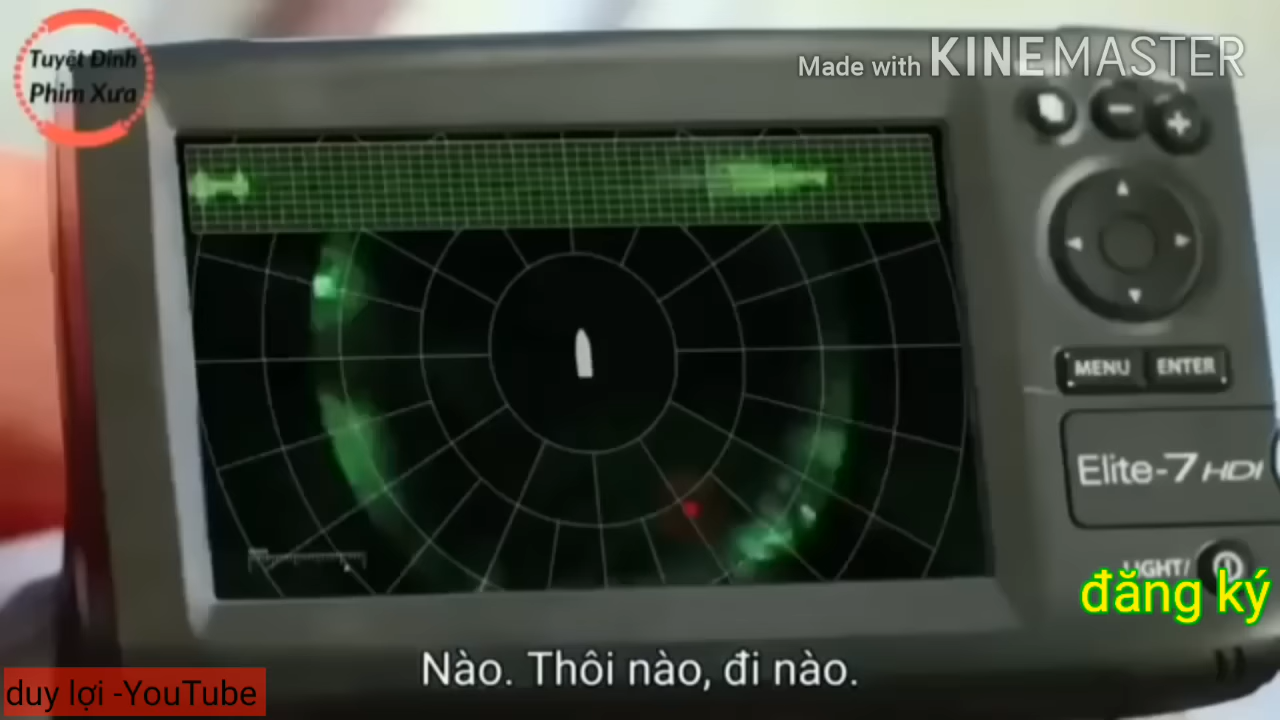 Tuyệt Đỉnh
Phim Xưa
Made with KINEMASTER
MENU
ENTER
Elite-7 HDI
LIGHT/
đăng ký
Nào. Thôi nào, đi nào.
duy lợi -YouTube